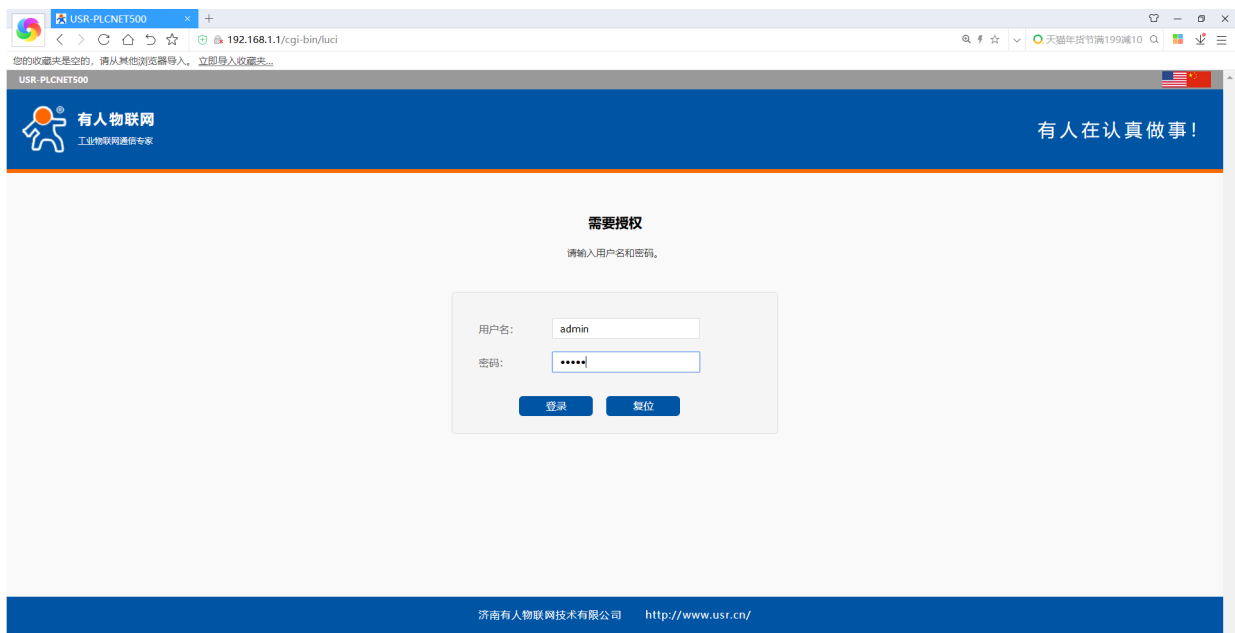 USR-PLCNET500
192.168.1.1/cgi-bin/luci
天猫年货节满199减10
您的收藏夹是空的，请从其他浏览器导入。 立即导入收藏夹...
USR-PLCNET500
有人物联网
®
工业物联网通信专家
有人在认真做事!
需要授权
请输入用户名和密码。
用户名:
admin
密码:
•••••
登录
复位
济南有人物联网技术有限公司 http://www.usr.cn/